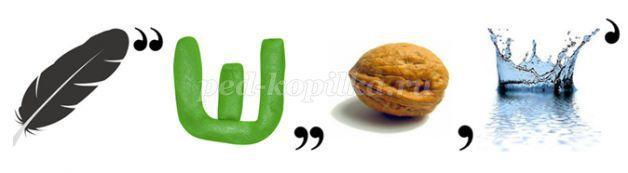 ,, Ш ,, , ,
ped-kopilka.ru